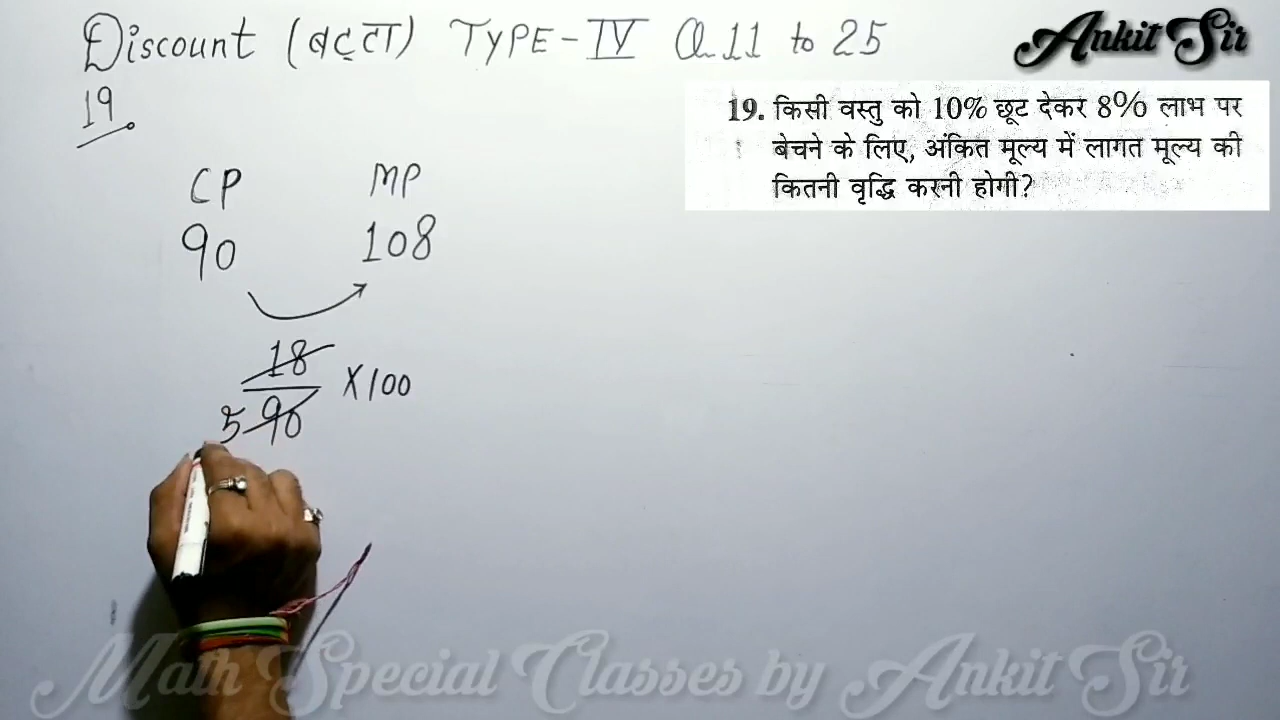 Discount (बट्टा) TYPE-IV Q.11 to 25
Ankit Sir
19.
19. किसी वस्तु को 10% छूट देकर 8% लाभ पर
बेचने के लिए, अंकित मूल्य में लागत मूल्य की
कितनी वृद्धि करनी होगी?
CP MP
90 108
18
5 90 X100
Math Special Classes by Ankit Sir